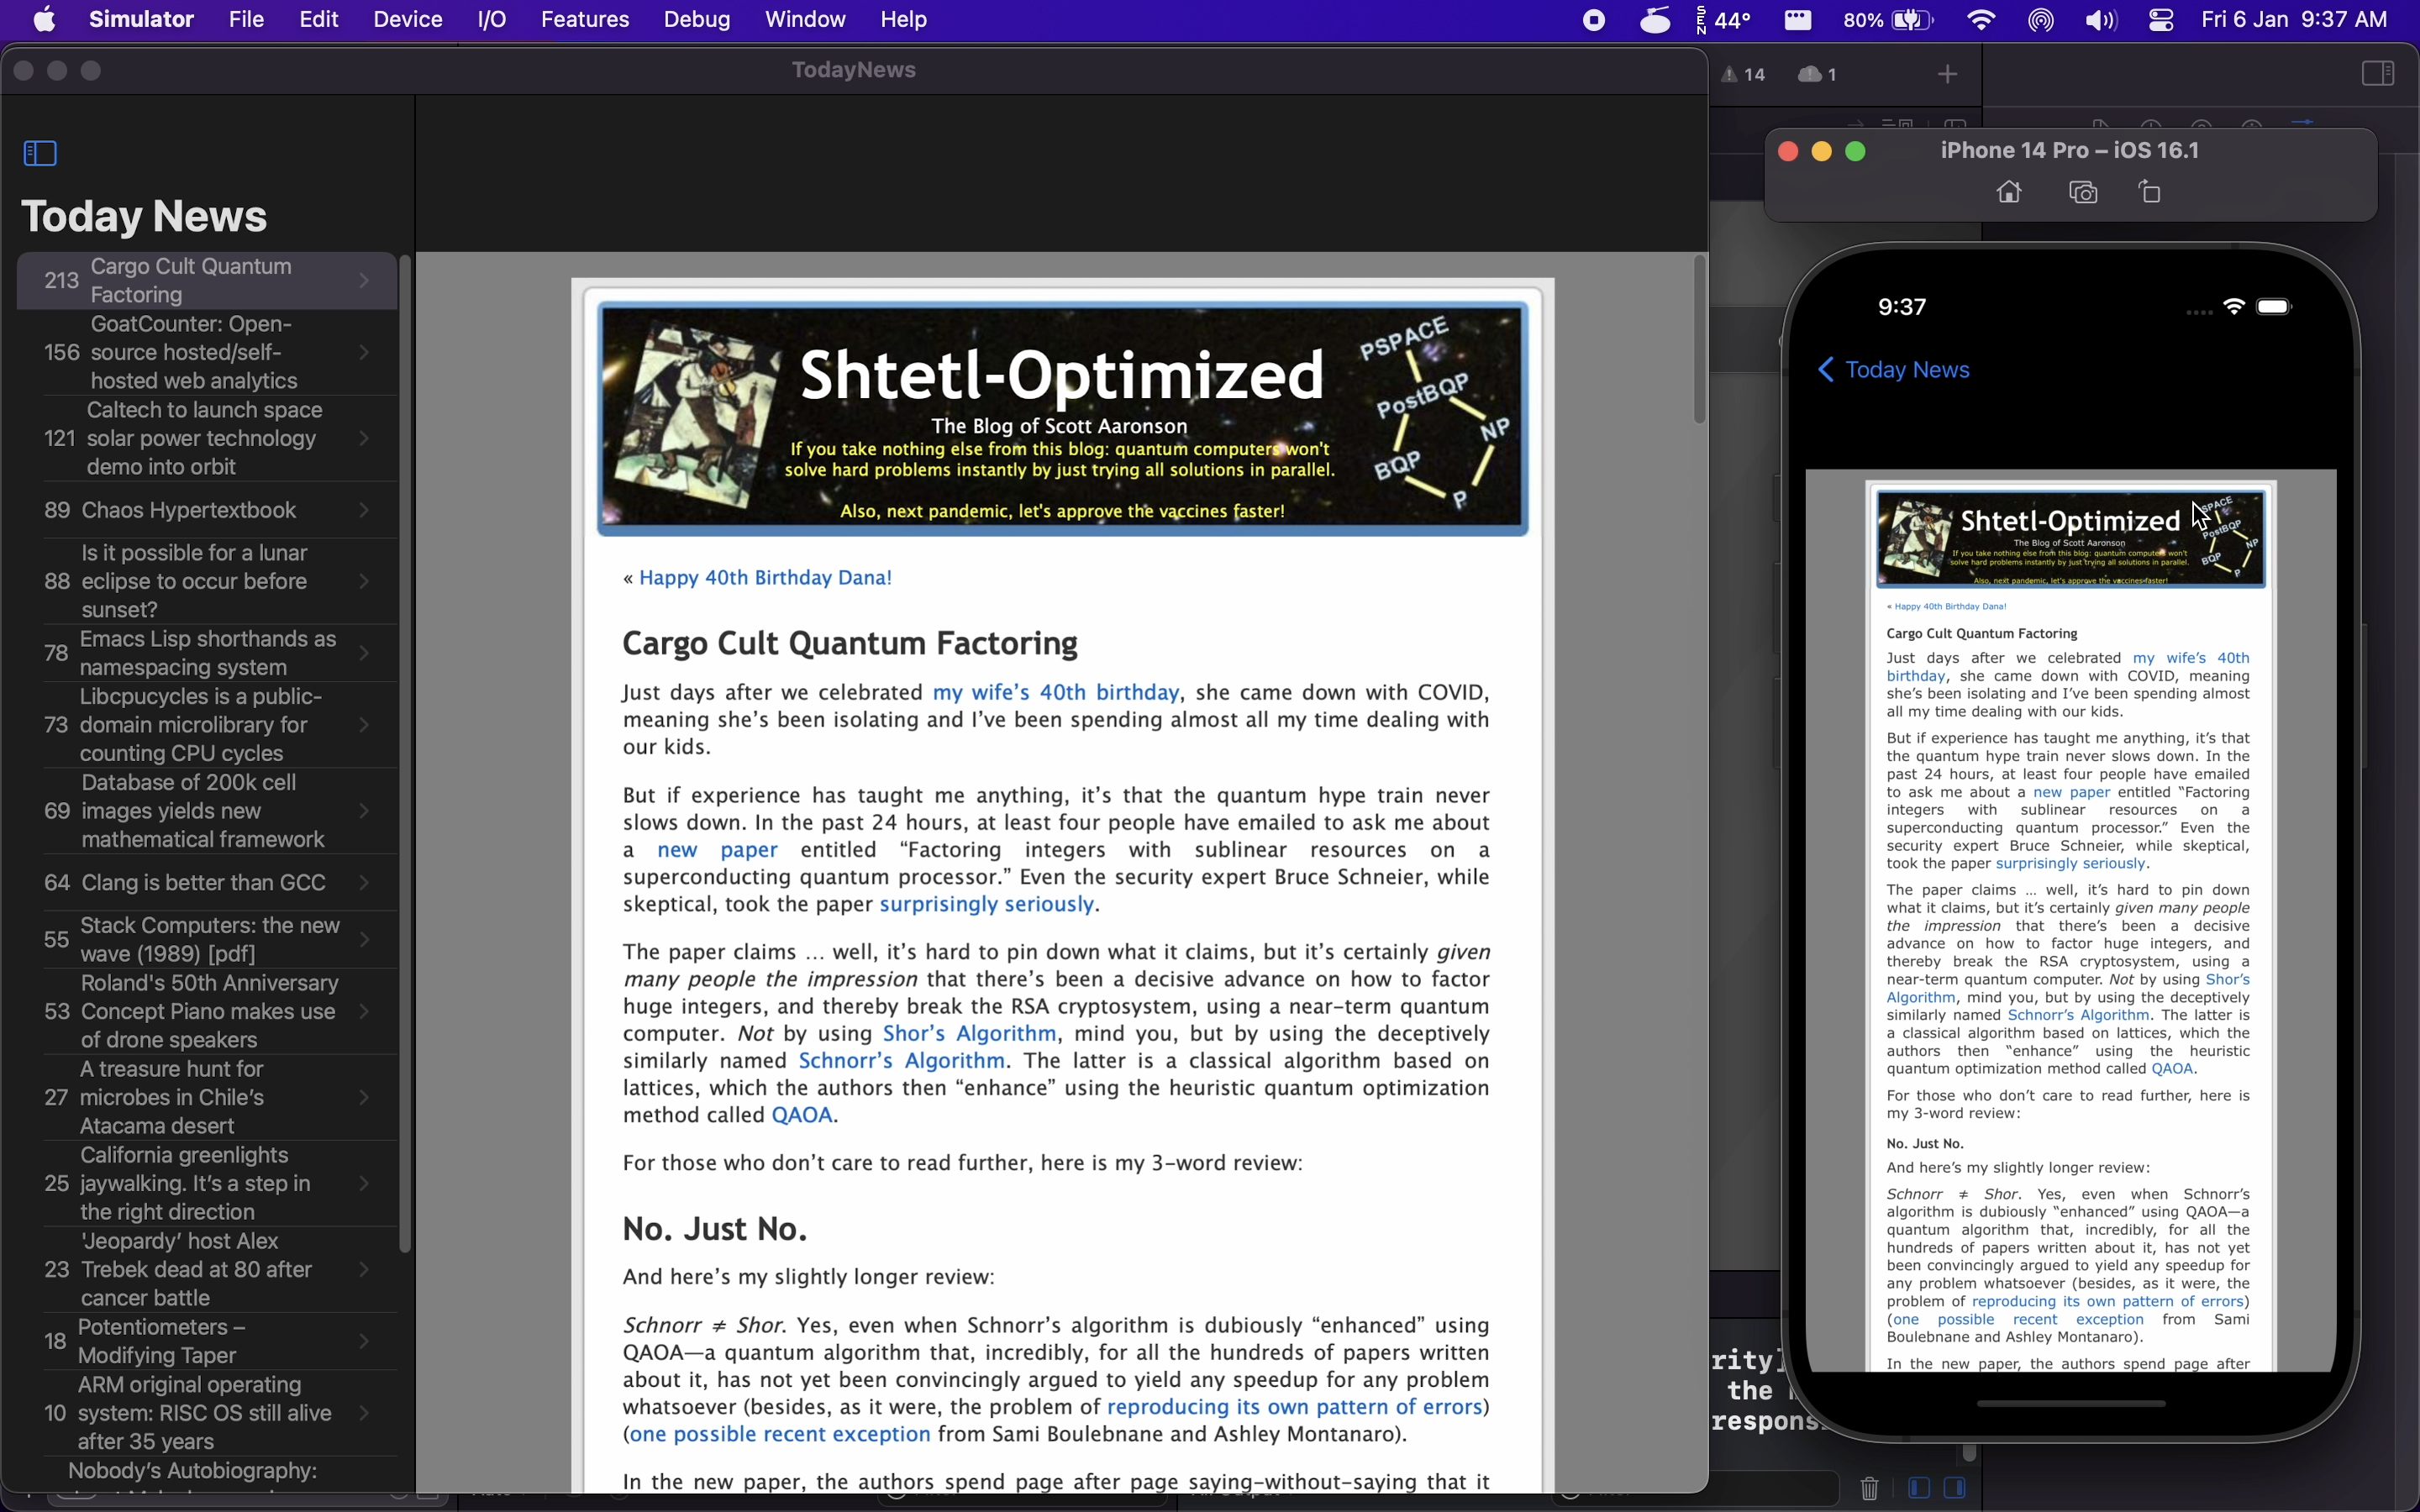 Simulator File Edit Device I/O Features Debug Window Help
SEN 44° 80% Fri 6 Jan 9:37 AM
TodayNews
14 1
Today News
213 Cargo Cult Quantum
Factoring
GoatCounter: Open-
156 source hosted/self-
hosted web analytics
Caltech to launch space
121 solar power technology
demo into orbit
89 Chaos Hypertextbook
Is it possible for a lunar
88 eclipse to occur before
sunset?
78 Emacs Lisp shorthands as
namespacing system
Libcpucycles is a public-
73 domain microlibrary for
counting CPU cycles
Database of 200k cell
69 images yields new
mathematical framework
64 Clang is better than GCC
55 Stack Computers: the new
wave (1989) [pdf]
Roland's 50th Anniversary
53 Concept Piano makes use
of drone speakers
A treasure hunt for
27 microbes in Chile's
Atacama desert
California greenlights
25 jaywalking. It's a step in
the right direction
'Jeopardy' host Alex
23 Trebek dead at 80 after
cancer battle
18 Potentiometers –
Modifying Taper
ARM original operating
10 system: RISC OS still alive
after 35 years
Nobody's Autobiography:
Shtetl-Optimized
The Blog of Scott Aaronson
If you take nothing else from this blog: quantum computers won't
solve hard problems instantly by just trying all solutions in parallel.
Also, next pandemic, let's approve the vaccines faster!
PSPACE
PostBQP
NP
BQP
P
« Happy 40th Birthday Dana!
Cargo Cult Quantum Factoring
Just days after we celebrated my wife's 40th birthday, she came down with COVID,
meaning she's been isolating and I've been spending almost all my time dealing with
our kids.
But if experience has taught me anything, it's that the quantum hype train never
slows down. In the past 24 hours, at least four people have emailed to ask me about
a new paper entitled “Factoring integers with sublinear resources on a
superconducting quantum processor.” Even the security expert Bruce Schneier, while
skeptical, took the paper surprisingly seriously.
The paper claims … well, it's hard to pin down what it claims, but it's certainly given
many people the impression that there's been a decisive advance on how to factor
huge integers, and thereby break the RSA cryptosystem, using a near-term quantum
computer. Not by using Shor's Algorithm, mind you, but by using the deceptively
similarly named Schnorr's Algorithm. The latter is a classical algorithm based on
lattices, which the authors then “enhance” using the heuristic quantum optimization
method called QAOA.
For those who don't care to read further, here is my 3-word review:
No. Just No.
And here's my slightly longer review:
Schnorr ≠ Shor. Yes, even when Schnorr's algorithm is dubiously “enhanced” using
QAOA—a quantum algorithm that, incredibly, for all the hundreds of papers written
about it, has not yet been convincingly argued to yield any speedup for any problem
whatsoever (besides, as it were, the problem of reproducing its own pattern of errors)
(one possible recent exception from Sami Boulebnane and Ashley Montanaro).
In the new paper, the authors spend page after page saying-without-saying that it
iPhone 14 Pro – iOS 16.1
9:37
Today News
Shtetl-Optimized
The Blog of Scott Aaronson
If you take nothing else from this blog: quantum computers won't
solve hard problems instantly by just trying all solutions in parallel.
Also, next pandemic, let's approve the vaccines faster!
SPACE
PostBQP
NP
BQP
P
« Happy 40th Birthday Dana!
Cargo Cult Quantum Factoring
Just days after we celebrated my wife's 40th
birthday, she came down with COVID, meaning
she's been isolating and I've been spending almost
all my time dealing with our kids.
But if experience has taught me anything, it's that
the quantum hype train never slows down. In the
past 24 hours, at least four people have emailed
to ask me about a new paper entitled “Factoring
integers with sublinear resources on a
superconducting quantum processor.” Even the
security expert Bruce Schneier, while skeptical,
took the paper surprisingly seriously.
The paper claims … well, it's hard to pin down
what it claims, but it's certainly given many people
the impression that there's been a decisive
advance on how to factor huge integers, and
thereby break the RSA cryptosystem, using a
near-term quantum computer. Not by using Shor's
Algorithm, mind you, but by using the deceptively
similarly named Schnorr's Algorithm. The latter is
a classical algorithm based on lattices, which the
authors then “enhance” using the heuristic
quantum optimization method called QAOA.
For those who don't care to read further, here is
my 3-word review:
No. Just No.
And here's my slightly longer review:
Schnorr ≠ Shor. Yes, even when Schnorr's
algorithm is dubiously “enhanced” using QAOA—a
quantum algorithm that, incredibly, for all the
hundreds of papers written about it, has not yet
been convincingly argued to yield any speedup for
any problem whatsoever (besides, as it were, the
problem of reproducing its own pattern of errors)
(one possible recent exception from Sami
Boulebnane and Ashley Montanaro).
In the new paper, the authors spend page after
rity]
the
respons